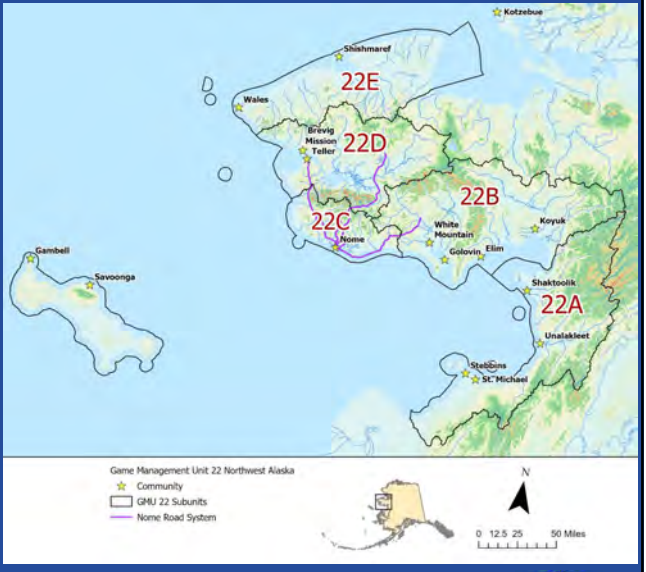 Kotzebue
Shishmaref
22E
Wales
Brevig
Mission
Teller
22D
22B
22C
White
Mountain
Koyuk
Nome
Golovin
Elim
Gambell
Savoonga
Shaktoolik
22A
Unalakleet
Stebbins
St. Michael
Game Management Unit 22 Northwest Alaska
Community
GMU 22 Subunits
Nome Road System
N
0 12.5 25 50 Miles